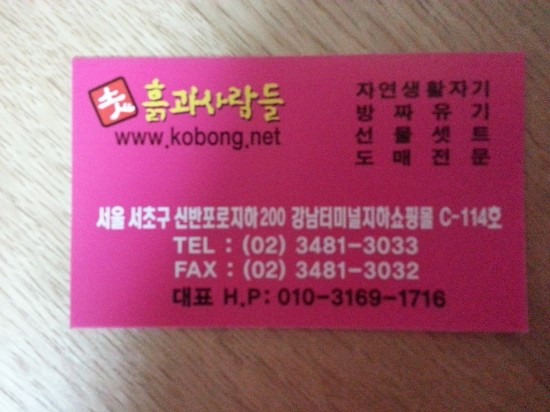 흙과사람들
www.kobong.net
자연생활자기
방짜유기
선물셋트
도매전문
서울 서초구 신반포로지하200 강남터미널지하쇼핑몰 C-114호
TEL : (02) 3481-3033
FAX : (02) 3481-3032
대표 H.P: 010-3169-1716